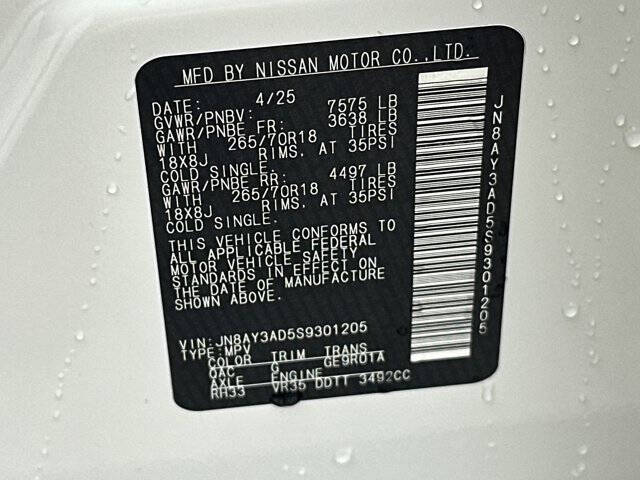 MFD BY NISSAN MOTOR CO.,LTD.
DATE: 4/25
GVWR/PNBV: 7575 LB
GAWR/PNBE FR: 3638 LB
WITH 265/70R18 TIRES
18X8J RIMS, AT 35PSI
COLD SINGLE.
GAWR/PNBE RR: 4497 LB
WITH 265/70R18 TIRES
18X8J RIMS, AT 35PSI
COLD SINGLE.
THIS VEHICLE CONFORMS TO
ALL APPLICABLE FEDERAL
MOTOR VEHICLE SAFETY
STANDARDS IN EFFECT ON
THE DATE OF MANUFACTURE
SHOWN ABOVE.
VIN:JN8AY3AD5S9301205
TYPE:MPV
COLOR TRIM TRANS
QAC G GE9R01A
AXLE ENGINE
RH33 VR35 DDTT 3492CC
JN8AY3AD5S9301205